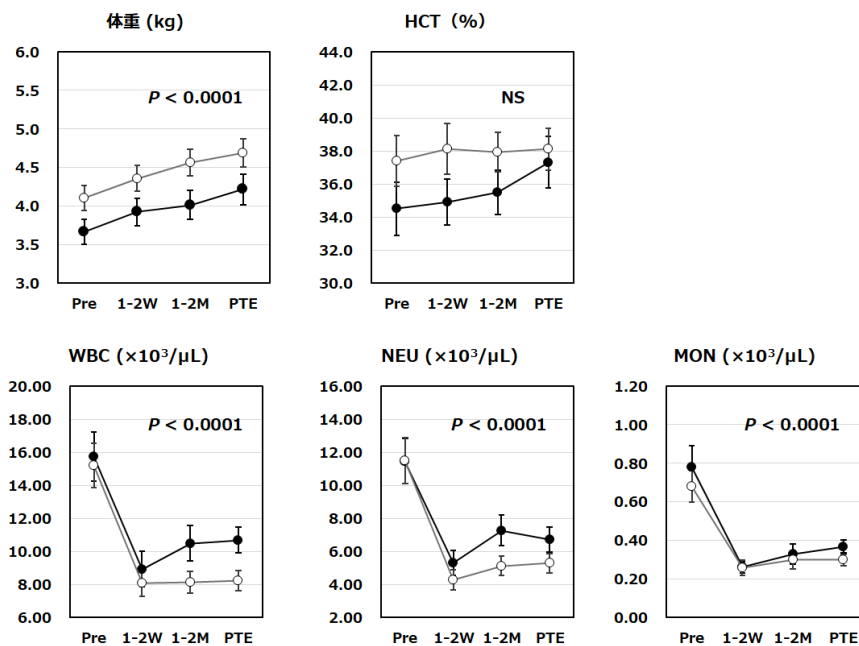 体重 (kg)
6.0
5.5
5.0
4.5
4.0
3.5
3.0
P < 0.0001
Pre 1-2W 1-2M PTE
HCT（%）
44.0
42.0
40.0
38.0
36.0
34.0
32.0
30.0
NS
Pre 1-2W 1-2M PTE
WBC (×10³/μL)
20.00
18.00
16.00
14.00
12.00
10.00
8.00
6.00
P < 0.0001
Pre 1-2W 1-2M PTE
NEU (×10³/μL)
16.00
14.00
12.00
10.00
8.00
6.00
4.00
2.00
P < 0.0001
Pre 1-2W 1-2M PTE
MON (×10³/μL)
1.20
1.00
0.80
0.60
0.40
0.20
0.00
P < 0.0001
Pre 1-2W 1-2M PTE